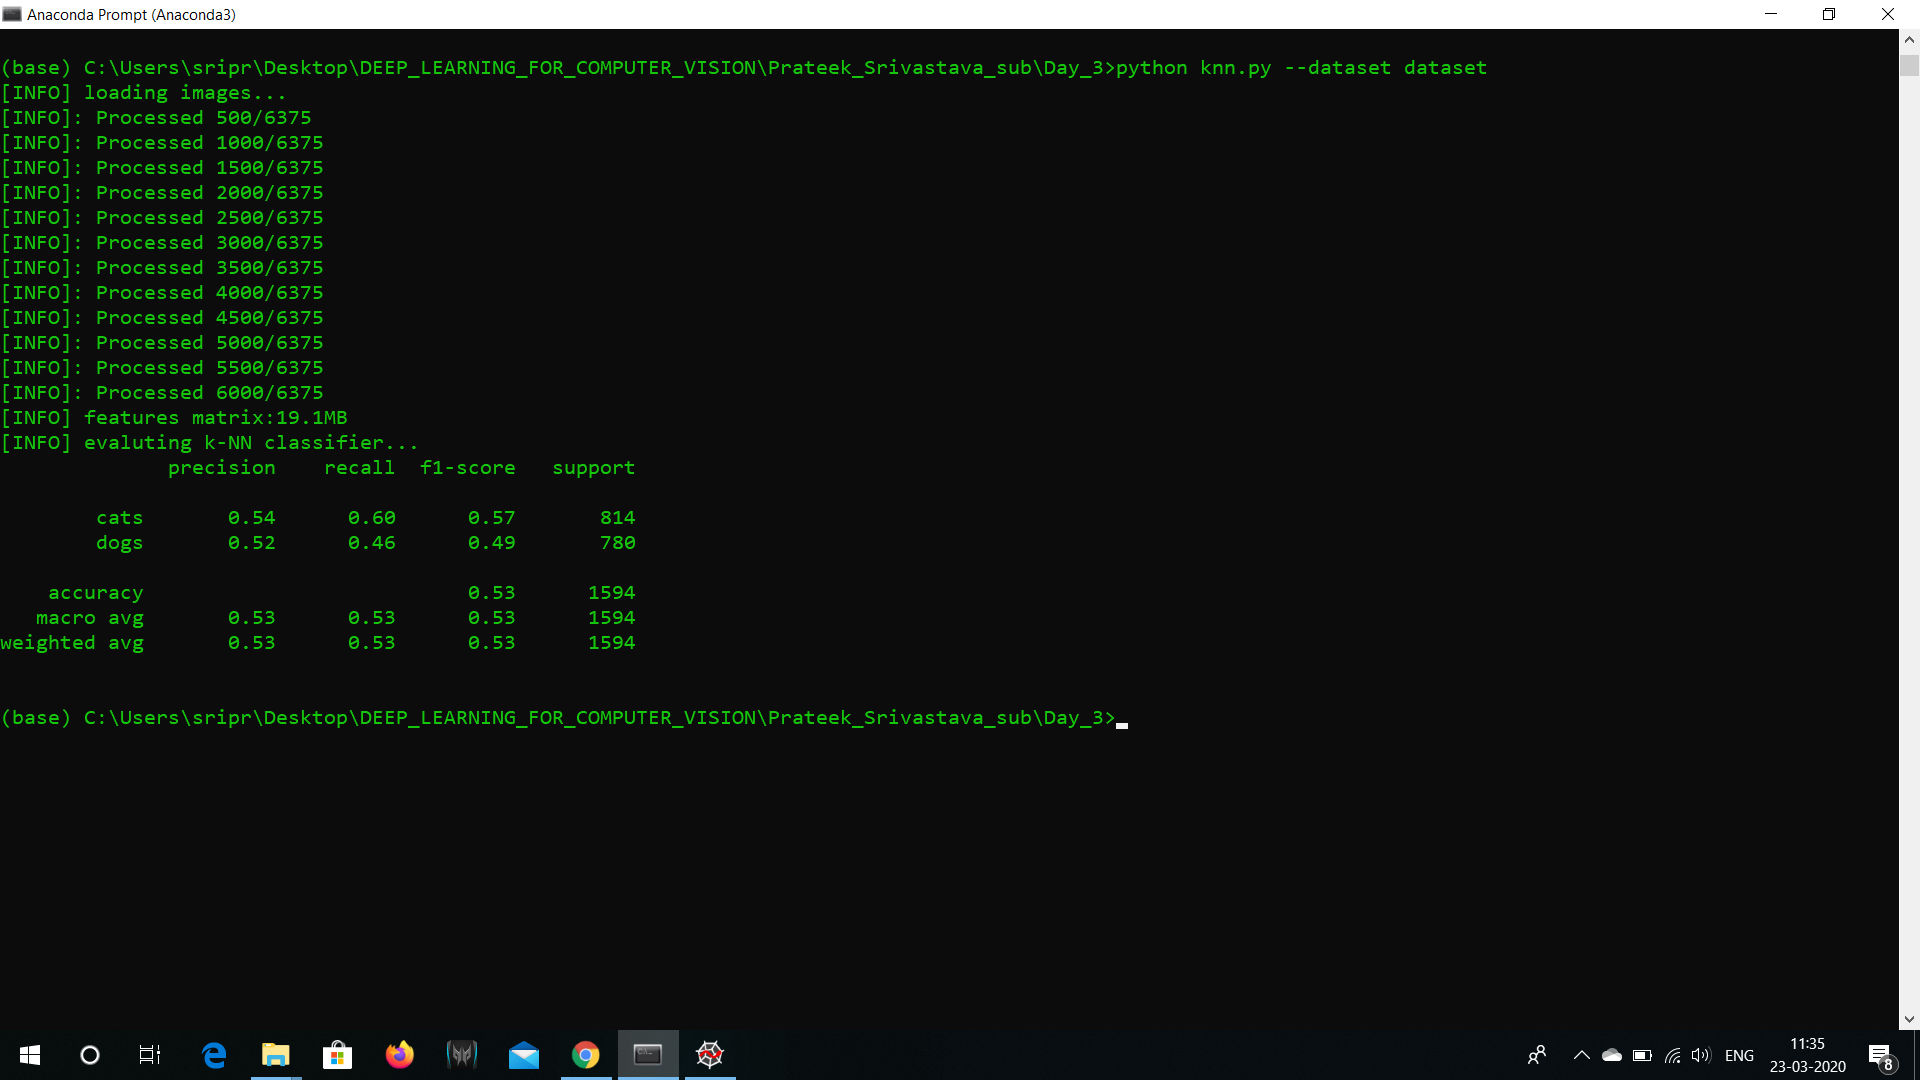 Anaconda Prompt (Anaconda3)
(base) C:\Users\sripr\Desktop\DEEP_LEARNING_FOR_COMPUTER_VISION\Prateek_Srivastava_sub\Day_3>python knn.py --dataset dataset
[INFO] loading images...
[INFO]: Processed 500/6375
[INFO]: Processed 1000/6375
[INFO]: Processed 1500/6375
[INFO]: Processed 2000/6375
[INFO]: Processed 2500/6375
[INFO]: Processed 3000/6375
[INFO]: Processed 3500/6375
[INFO]: Processed 4000/6375
[INFO]: Processed 4500/6375
[INFO]: Processed 5000/6375
[INFO]: Processed 5500/6375
[INFO]: Processed 6000/6375
[INFO] features matrix:19.1MB
[INFO] evaluting k-NN classifier...
precision recall f1-score support
cats 0.54 0.60 0.57 814
dogs 0.52 0.46 0.49 780
accuracy 0.53 1594
macro avg 0.53 0.53 0.53 1594
weighted avg 0.53 0.53 0.53 1594
(base) C:\Users\sripr\Desktop\DEEP_LEARNING_FOR_COMPUTER_VISION\Prateek_Srivastava_sub\Day_3>
ENG
11:35
23-03-2020
8